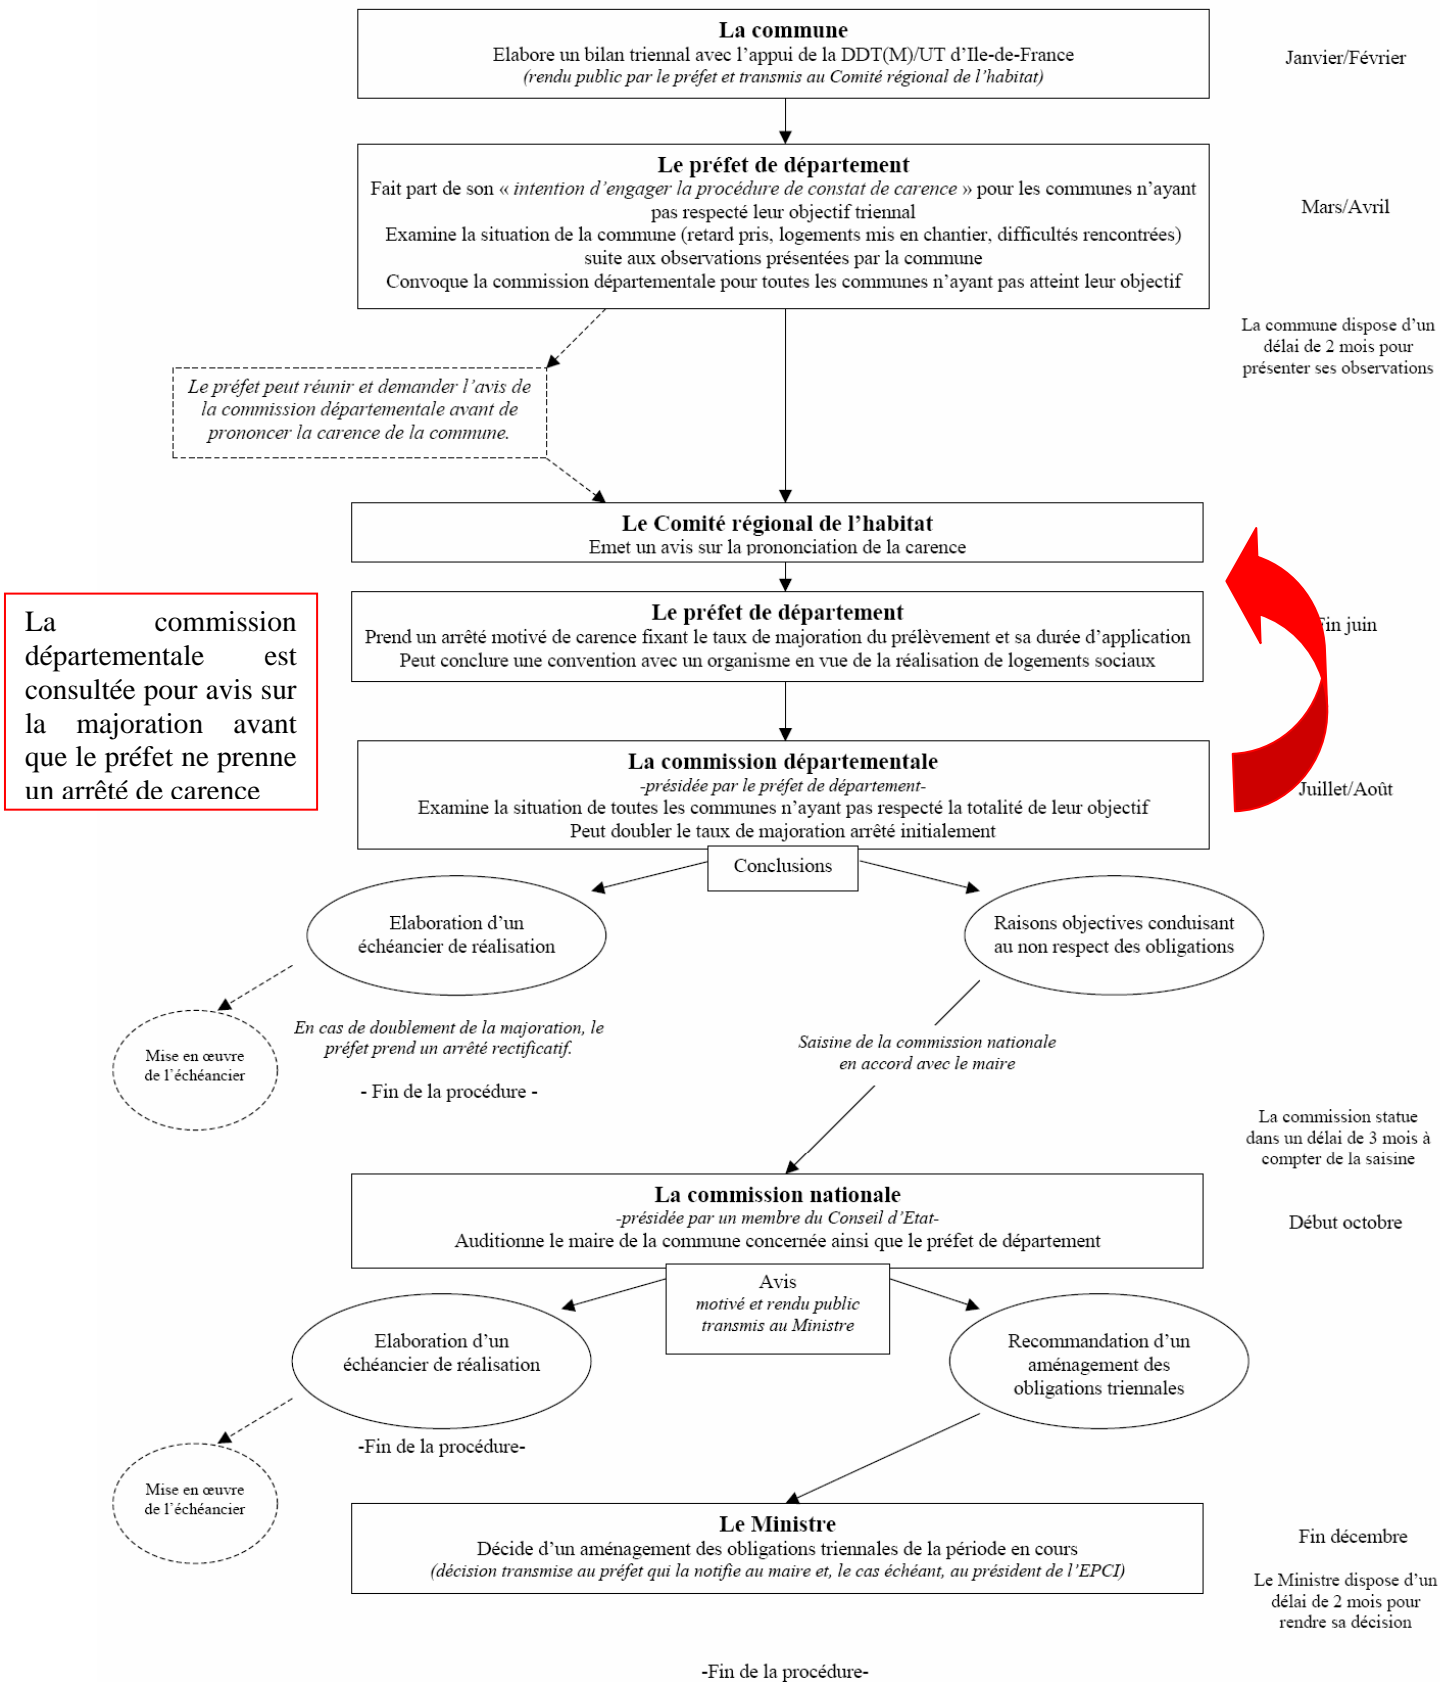 La commune
Elabore un bilan triennal avec l'appui de la DDT(M)/UT d'Ile-de-France
(rendu public par le préfet et transmis au Comité régional de l'habitat)
Janvier/Février
Le préfet de département
Fait part de son « intention d'engager la procédure de constat de carence » pour les communes n'ayant
pas respecté leur objectif triennal
Examine la situation de la commune (retard pris, logements mis en chantier, difficultés rencontrées)
suite aux observations présentées par la commune
Convoque la commission départementale pour toutes les communes n'ayant pas atteint leur objectif
Mars/Avril
La commune dispose d'un
délai de 2 mois pour
présenter ses observations
Le préfet peut réunir et demander l'avis de
la commission départementale avant de
prononcer la carence de la commune.
Le Comité régional de l'habitat
Emet un avis sur la prononciation de la carence
Le préfet de département
Prend un arrêté motivé de carence fixant le taux de majoration du prélèvement et sa durée d'application
Peut conclure une convention avec un organisme en vue de la réalisation de logements sociaux
Fin juin
La commission
départementale est
consultée pour avis sur
la majoration avant
que le préfet ne prenne
un arrêté de carence
La commission départementale
-présidée par le préfet de département-
Examine la situation de toutes les communes n'ayant pas respecté la totalité de leur objectif
Peut doubler le taux de majoration arrêté initialement
Juillet/Août
Conclusions
Elaboration d'un
échéancier de réalisation
Raisons objectives conduisant
au non respect des obligations
Mise en œuvre
de l'échéancier
En cas de doublement de la majoration, le
préfet prend un arrêté rectificatif.
- Fin de la procédure -
Saisine de la commission nationale
en accord avec le maire
La commission statue
dans un délai de 3 mois à
compter de la saisine
La commission nationale
-présidée par un membre du Conseil d'Etat-
Auditionne le maire de la commune concernée ainsi que le préfet de département
Début octobre
Avis
motivé et rendu public
transmis au Ministre
Elaboration d'un
échéancier de réalisation
Recommandation d'un
aménagement des
obligations triennales
-Fin de la procédure-
Mise en œuvre
de l'échéancier
Le Ministre
Décide d'un aménagement des obligations triennales de la période en cours
(décision transmise au préfet qui la notifie au maire et, le cas échéant, au président de l'EPCI)
Fin décembre
Le Ministre dispose d'un
délai de 2 mois pour
rendre sa décision
-Fin de la procédure-